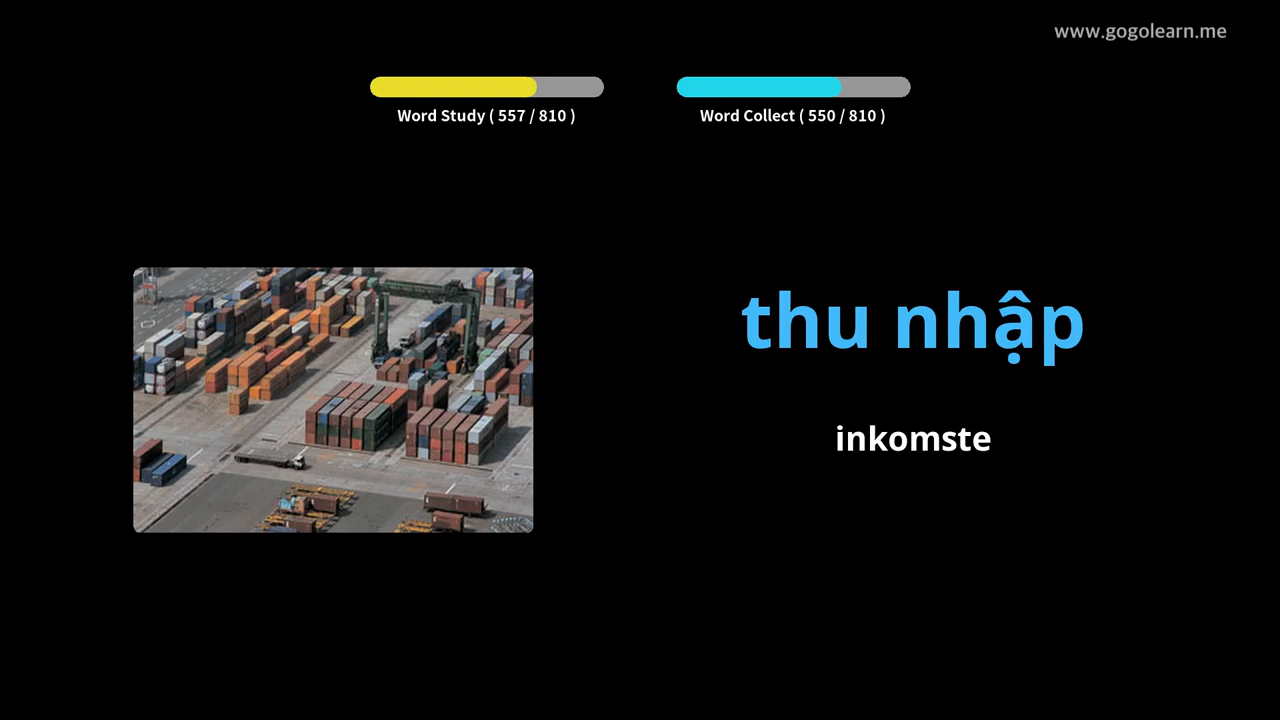 www.gogolearn.me
Word Study ( 557 / 810 )
Word Collect ( 550 / 810 )
thu nhập
inkomste